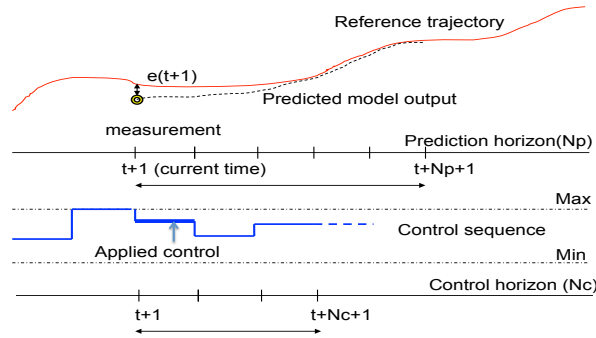 Reference trajectory
e(t+1)
Predicted model output
measurement
Prediction horizon(Np)
t+1 (current time)
t+Np+1
Max
Control sequence
Applied control
Min
Control horizon (Nc)
t+1
t+Nc+1